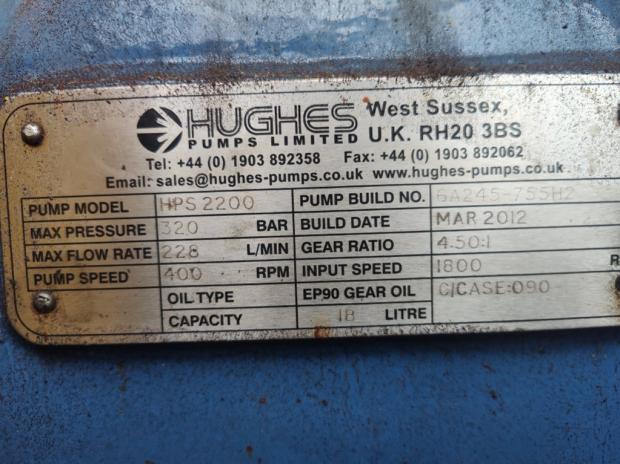 HUGHES
PUMPS LIMITED
West Sussex,
U.K. RH20 3BS
Tel: +44 (0) 1903 892358 Fax: +44 (0) 1903 892062
Email: sales@hughes-pumps.co.uk www.hughes-pumps.co.uk
PUMP MODEL HPS 2200 PUMP BUILD NO. 6A245-755H2
MAX PRESSURE 320 BAR BUILD DATE MAR 2012
MAX FLOW RATE 228 L/MIN GEAR RATIO 4.50:1
PUMP SPEED 400 RPM INPUT SPEED 1800 R
OIL TYPE EP90 GEAR OIL C/CASE:090
CAPACITY 18 LITRE